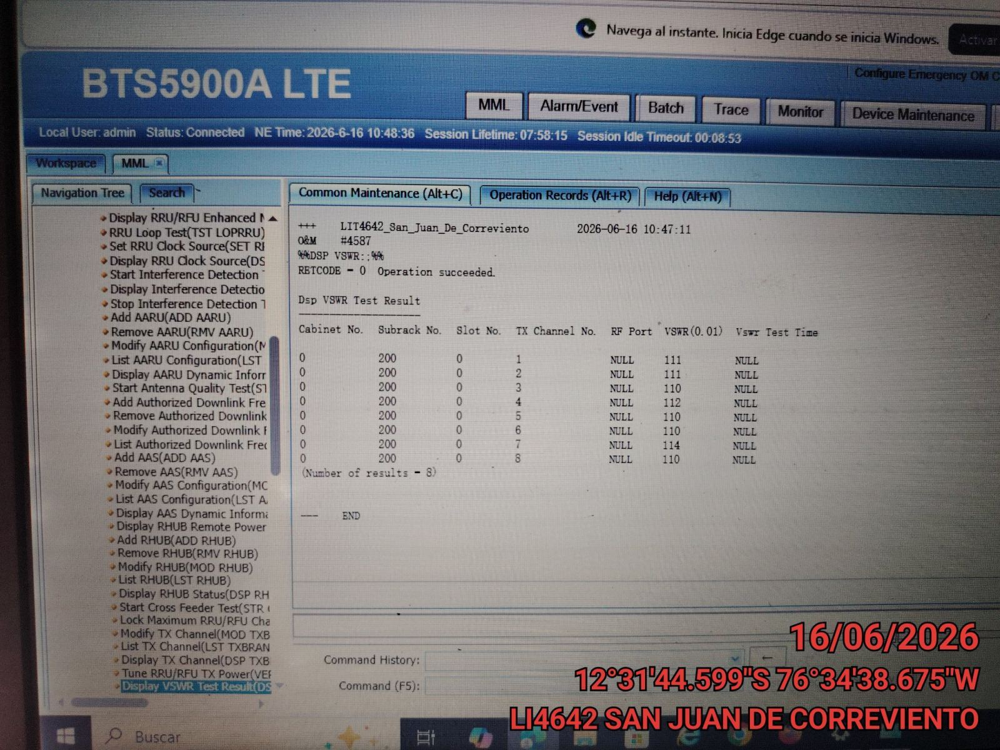 Navega al instante. Inicia Edge cuando se inicia Windows. Activar
BTS5900A LTE
Configure Emergency OM C
MML Alarm/Event Batch Trace Monitor Device Maintenance
Local User: admin Status: Connected NE Time: 2026-6-16 10:48:36 Session Lifetime: 07:58:15 Session Idle Timeout: 00:08:53
Workspace MML
Navigation Tree Search
Display RRU/RFU Enhanced M
RRU Loop Test(TST LOPRRU)
Set RRU Clock Source(SET RI
Display RRU Clock Source(DS
Start Interference Detection
Display Interference Detectio
Stop Interference Detection T
Add AARU(ADD AARU)
Remove AARU(RMV AARU)
Modify AARU Configuration(M
List AARU Configuration(LST
Display AARU Dynamic Inforr
Start Antenna Quality Test(ST
Add Authorized Downlink Fre
Remove Authorized Downlink
Modify Authorized Downlink F
List Authorized Downlink Fred
Add AAS(ADD AAS)
Remove AAS(RMV AAS)
Modify AAS Configuration(MC
List AAS Configuration(LST A
Display AAS Dynamic Informa
Display RHUB Remote Power
Add RHUB(ADD RHUB)
Remove RHUB(RMV RHUB)
Modify RHUB(MOD RHUB)
List RHUB(LST RHUB)
Display RHUB Status(DSP RH
Start Cross Feeder Test(STR
Lock Maximum RRU/RFU Cha
Modify TX Channel(MOD TXB
List TX Channel(LST TXBRAN
Display TX Channel(DSP TXB
Tune RRU/RFU TX Power(VER
Display VSWR Test Result(DS
Common Maintenance (Alt+C) Operation Records (Alt+R) Help (Alt+N)
+++ LIT4642_San_Juan_De_Correviento 2026-06-16 10:47:11
O&M #4587
%%DSP VSWR:;%%
RETCODE = 0 Operation succeeded.
Dsp VSWR Test Result
--------------------
Cabinet No. Subrack No. Slot No. TX Channel No. RF Port VSWR(0.01) Vswr Test Time
0 200 0 1 NULL 111 NULL
0 200 0 2 NULL 111 NULL
0 200 0 3 NULL 110 NULL
0 200 0 4 NULL 112 NULL
0 200 0 5 NULL 110 NULL
0 200 0 6 NULL 110 NULL
0 200 0 7 NULL 114 NULL
0 200 0 8 NULL 110 NULL
(Number of results = 8)
--- END
Command History:
Command (F5):
16/06/2026
12°31'44.599"S 76°34'38.675"W
LI4642 SAN JUAN DE CORREVIENTO
Buscar